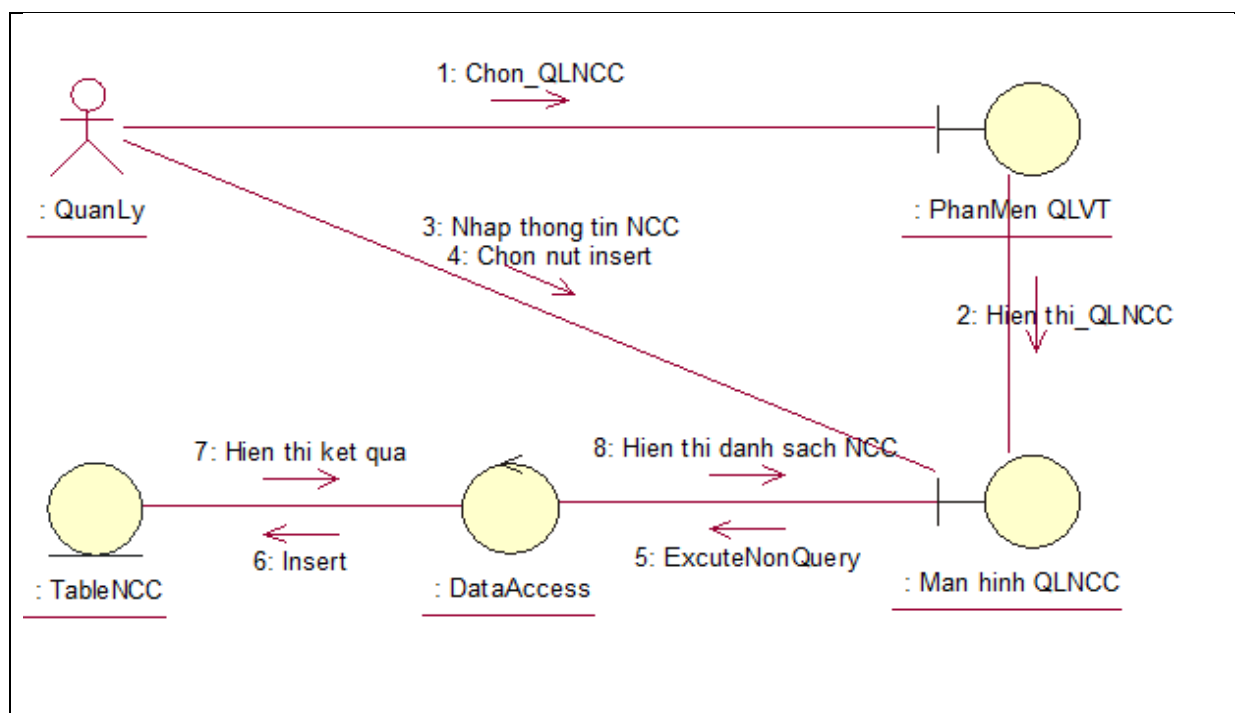 1: Chon_QLNCC
: QuanLy
: PhanMen QLVT
3: Nhap thong tin NCC
4: Chon nut insert
2: Hien thi_QLNCC
7: Hien thi ket qua
8: Hien thi danh sach NCC
6: Insert
5: ExcuteNonQuery
: TableNCC
: DataAccess
: Man hinh QLNCC